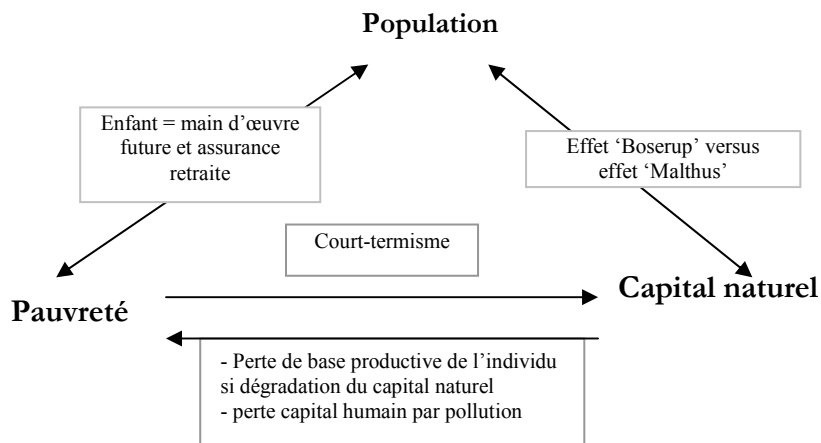 Population
Enfant = main d'œuvre
future et assurance
retraite
Effet ‘Boserup’ versus
effet ‘Malthus’
Court-termisme
Pauvreté
Capital naturel
- Perte de base productive de l’individu
si dégradation du capital naturel
- perte capital humain par pollution